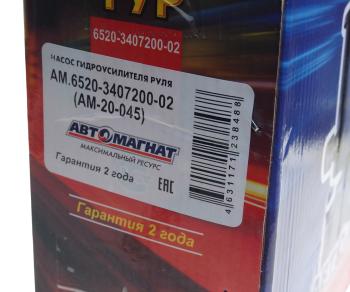 ГУР
6520-3407200-02
НАСОС ГИДРОУСИЛИТЕЛЯ РУЛЯ
АМ.6520-3407200-02
(АМ-20-045)
АВТОМАГНАТ
МАКСИМАЛЬНЫЙ РЕСУРС
Гарантия 2 года
EAC
4631171238488
Гарантия 2 года